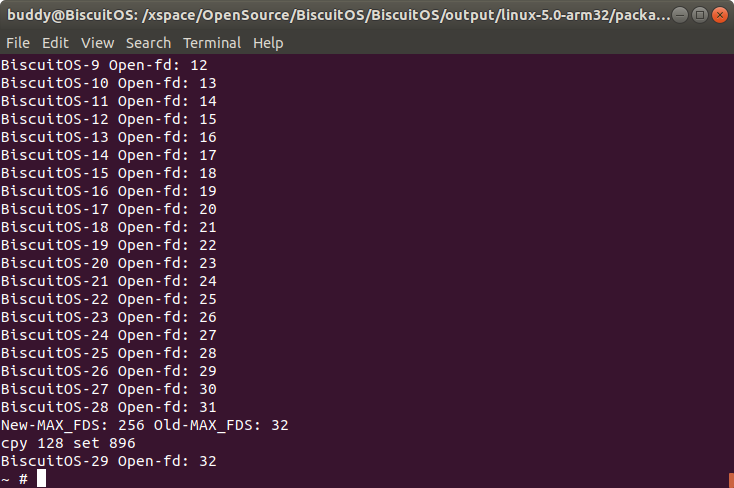 buddy@BiscuitOS: /xspace/OpenSource/BiscuitOS/BiscuitOS/output/linux-5.0-arm32/packa...
File Edit View Search Terminal Help
BiscuitOS-9 Open-fd: 12
BiscuitOS-10 Open-fd: 13
BiscuitOS-11 Open-fd: 14
BiscuitOS-12 Open-fd: 15
BiscuitOS-13 Open-fd: 16
BiscuitOS-14 Open-fd: 17
BiscuitOS-15 Open-fd: 18
BiscuitOS-16 Open-fd: 19
BiscuitOS-17 Open-fd: 20
BiscuitOS-18 Open-fd: 21
BiscuitOS-19 Open-fd: 22
BiscuitOS-20 Open-fd: 23
BiscuitOS-21 Open-fd: 24
BiscuitOS-22 Open-fd: 25
BiscuitOS-23 Open-fd: 26
BiscuitOS-24 Open-fd: 27
BiscuitOS-25 Open-fd: 28
BiscuitOS-26 Open-fd: 29
BiscuitOS-27 Open-fd: 30
BiscuitOS-28 Open-fd: 31
New-MAX_FDS: 256 Old-MAX_FDS: 32
cpy 128 set 896
BiscuitOS-29 Open-fd: 32
~ #